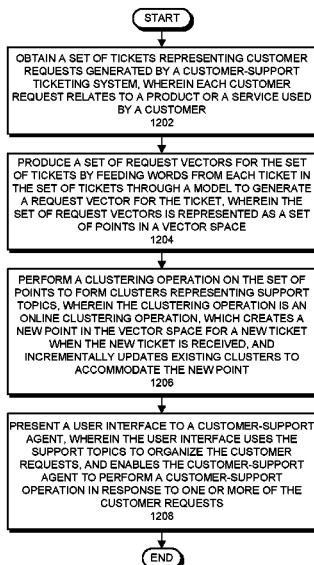 START
OBTAIN A SET OF TICKETS REPRESENTING CUSTOMER
REQUESTS GENERATED BY A CUSTOMER-SUPPORT
TICKETING SYSTEM, WHEREIN EACH CUSTOMER
REQUEST RELATES TO A PRODUCT OR A SERVICE USED
BY A CUSTOMER
1202
PRODUCE A SET OF REQUEST VECTORS FOR THE SET
OF TICKETS BY FEEDING WORDS FROM EACH TICKET IN
THE SET OF TICKETS THROUGH A MODEL TO GENERATE
A REQUEST VECTOR FOR THE TICKET, WHEREIN THE
SET OF REQUEST VECTORS IS REPRESENTED AS A SET
OF POINTS IN A VECTOR SPACE
1204
PERFORM A CLUSTERING OPERATION ON THE SET OF
POINTS TO FORM CLUSTERS REPRESENTING SUPPORT
TOPICS, WHEREIN THE CLUSTERING OPERATION IS AN
ONLINE CLUSTERING OPERATION, WHICH CREATES A
NEW POINT IN THE VECTOR SPACE FOR A NEW TICKET
WHEN THE NEW TICKET IS RECEIVED, AND
INCREMENTALLY UPDATES EXISTING CLUSTERS TO
ACCOMMODATE THE NEW POINT
1206
PRESENT A USER INTERFACE TO A CUSTOMER-SUPPORT
AGENT, WHEREIN THE USER INTERFACE USES THE
SUPPORT TOPICS TO ORGANIZE THE CUSTOMER
REQUESTS, AND ENABLES THE CUSTOMER-SUPPORT
AGENT TO PERFORM A CUSTOMER-SUPPORT
OPERATION IN RESPONSE TO ONE OR MORE OF THE
CUSTOMER REQUESTS
1208
END